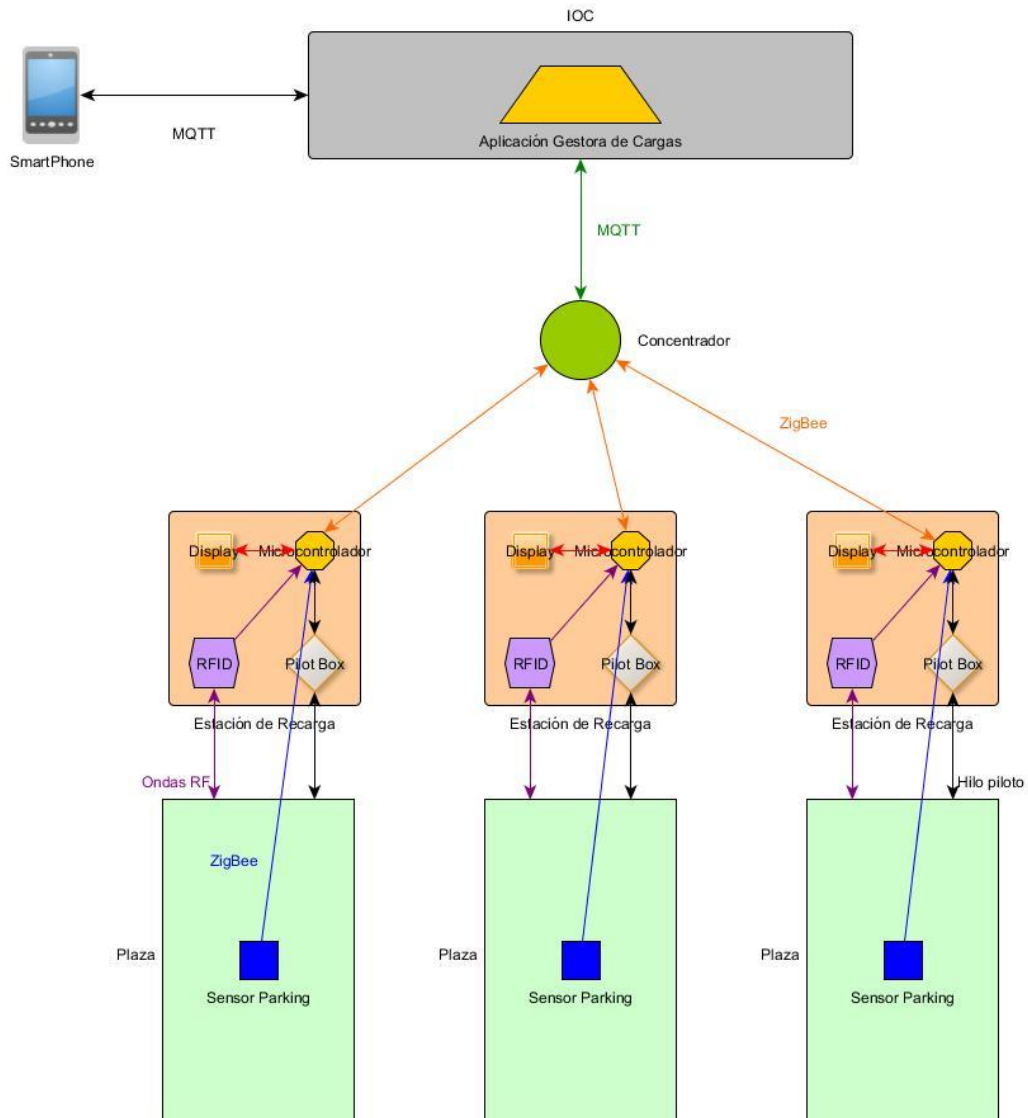 IOC
Aplicación Gestora de Cargas
MQTT
SmartPhone
MQTT
Concentrador
ZigBee
Display
Microcontrolador
RFID
Pilot Box
Estación de Recarga
Display
Microcontrolador
RFID
Pilot Box
Estación de Recarga
Display
Microcontrolador
RFID
Pilot Box
Estación de Recarga
Ondas RF
Hilo piloto
ZigBee
Plaza
Sensor Parking
Plaza
Sensor Parking
Plaza
Sensor Parking